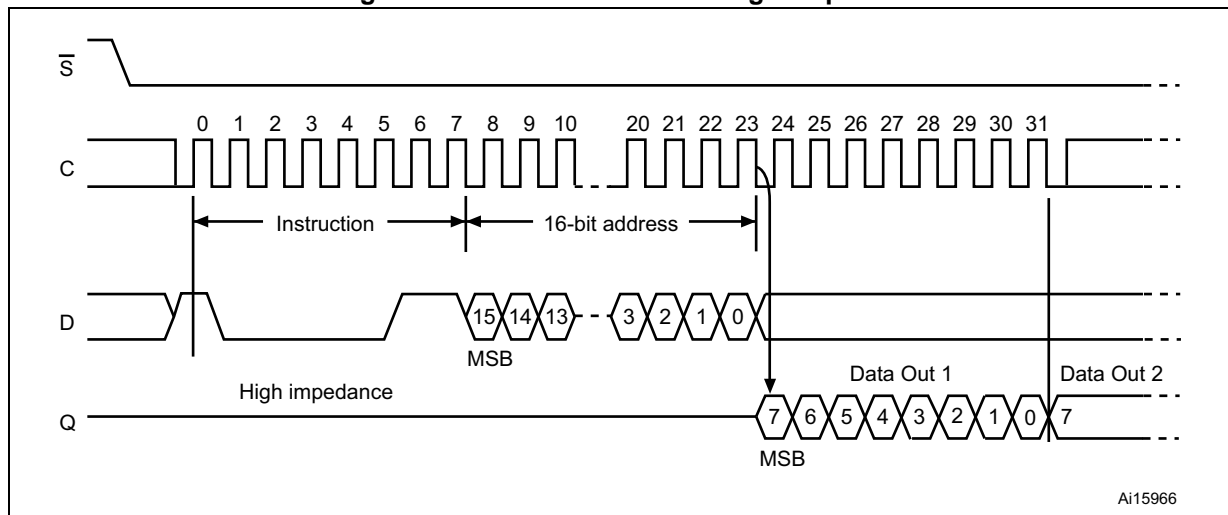 S
0 1 2 3 4 5 6 7 8 9 10 20 21 22 23 24 25 26 27 28 29 30 31
C
Instruction 16-bit address
D 15 14 13 3 2 1 0
MSB
High impedance Data Out 1 Data Out 2
Q 7 6 5 4 3 2 1 0 7
MSB
Ai15966